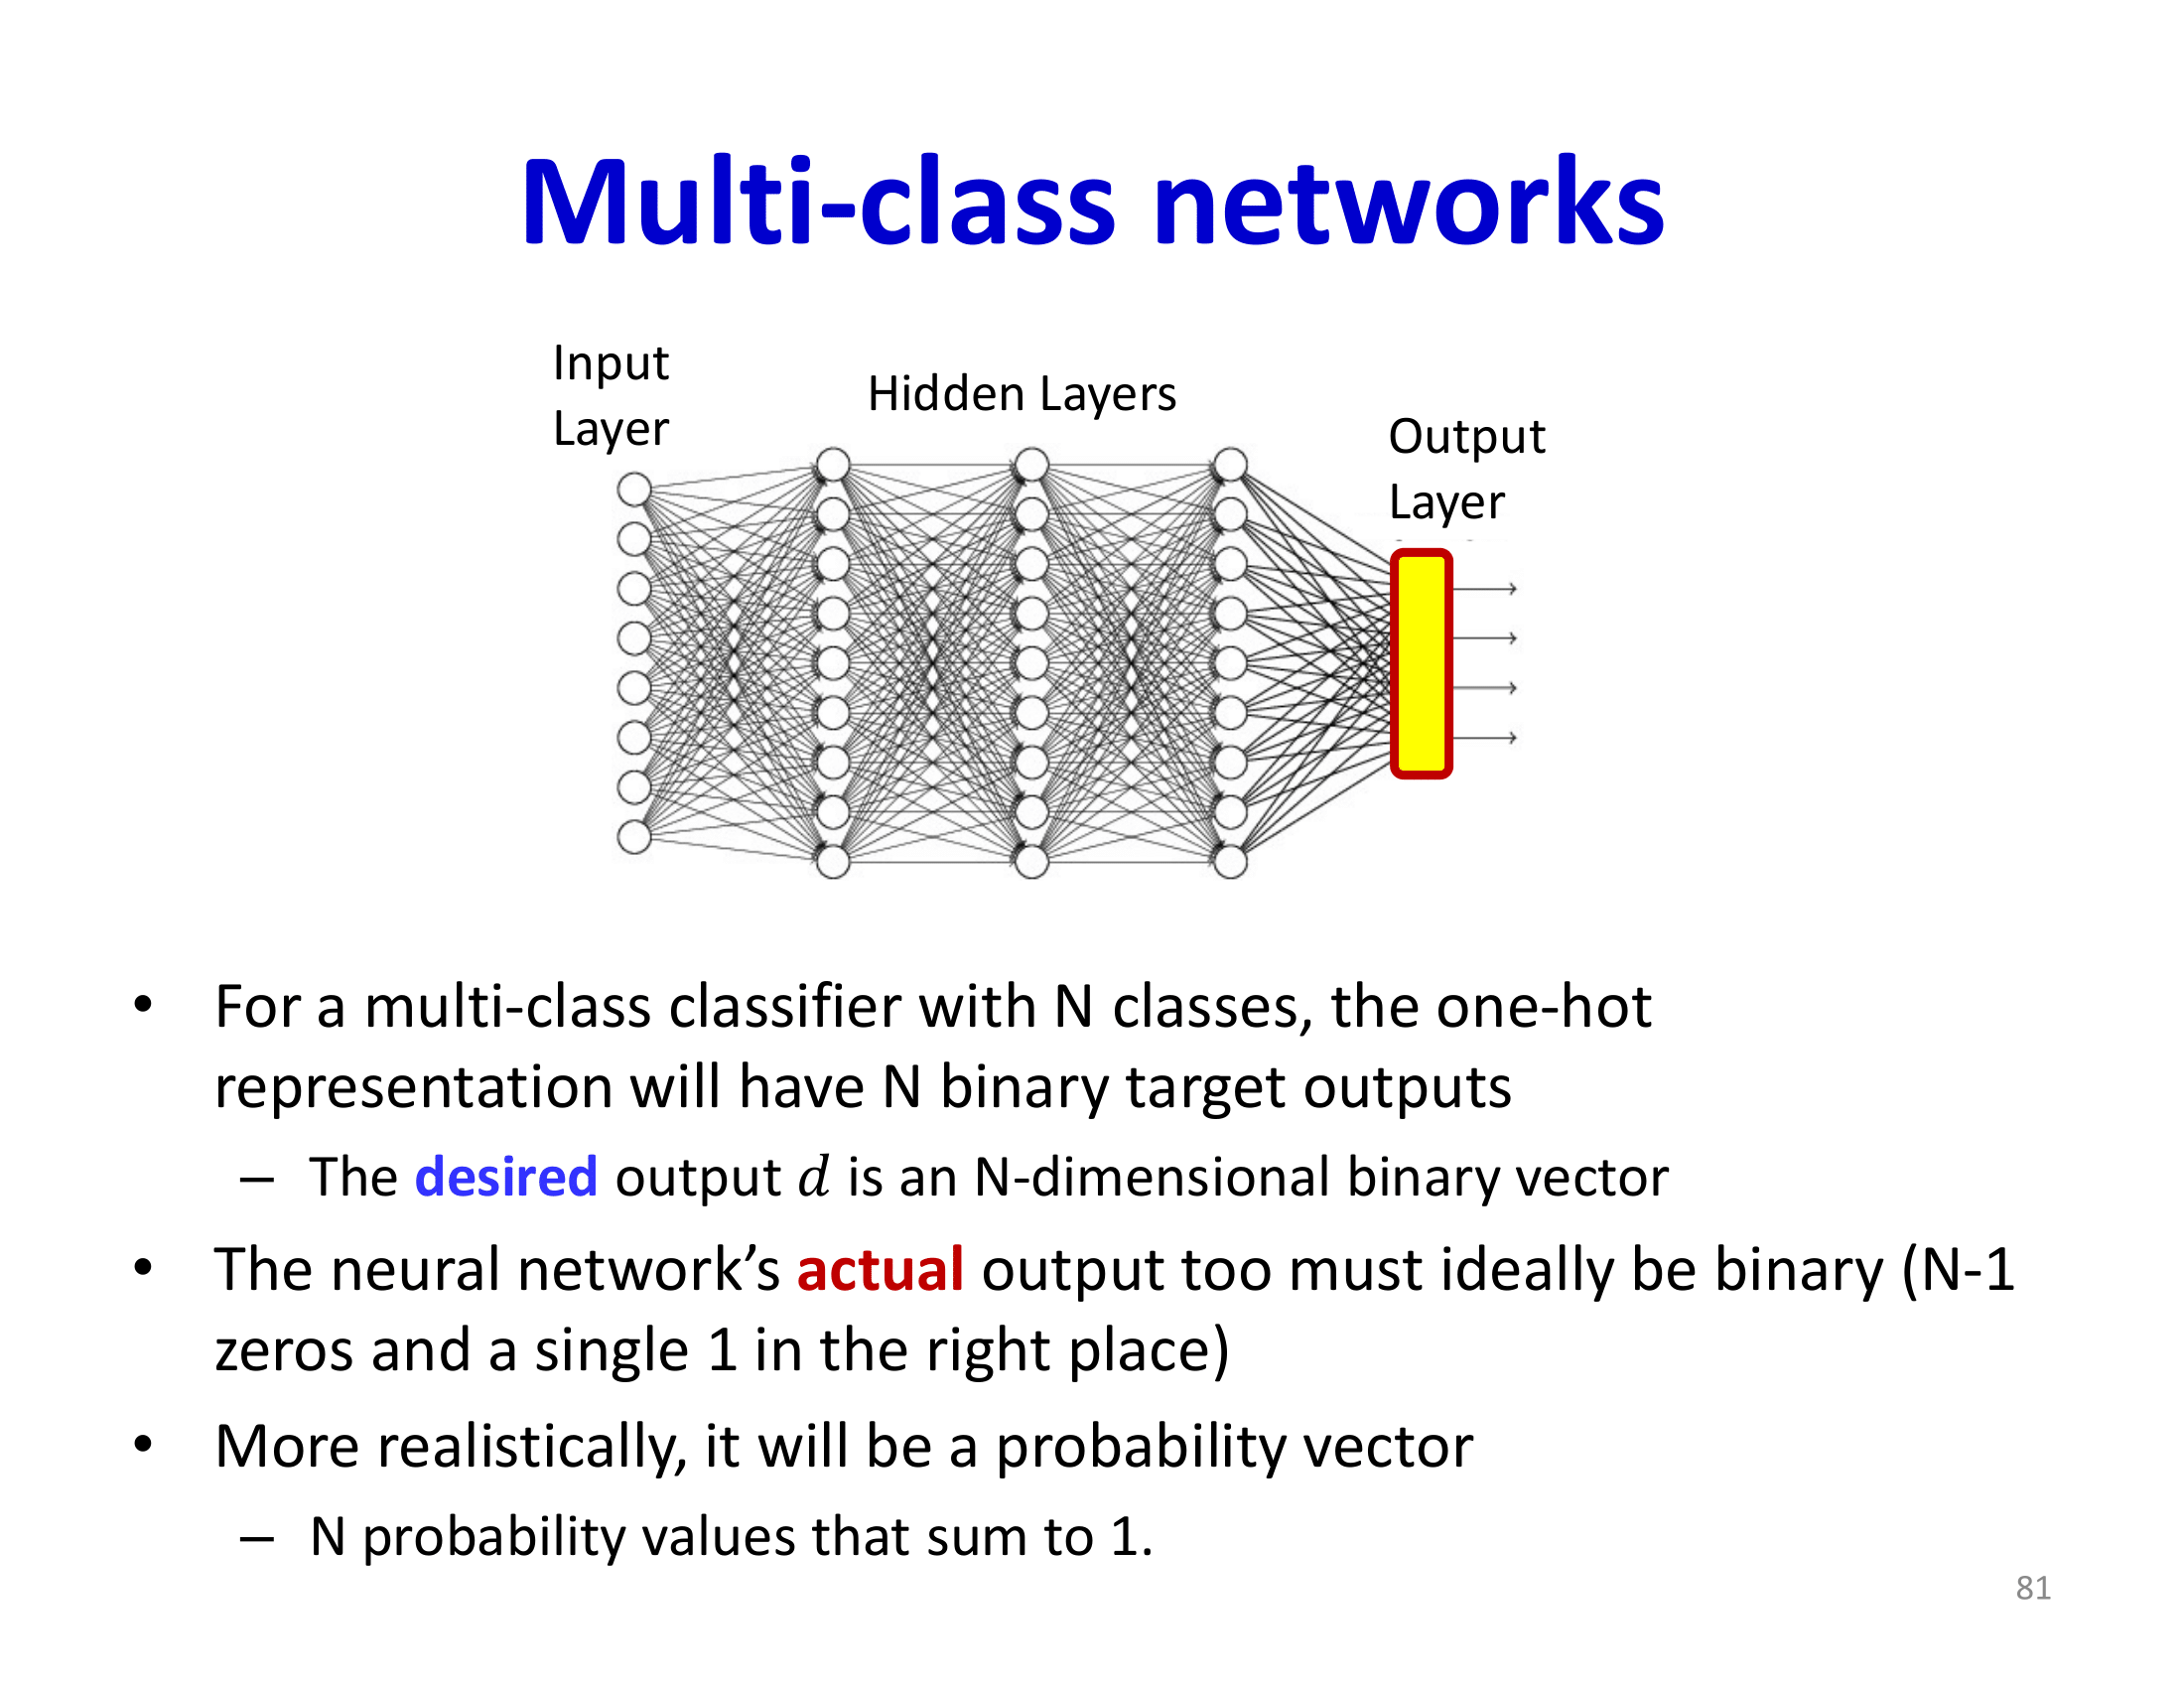 Multi-class networks
Input
Layer
Hidden Layers
Output
Layer
• For a multi-class classifier with N classes, the one-hot
representation will have N binary target outputs
– The desired output d is an N-dimensional binary vector
• The neural network’s actual output too must ideally be binary (N-1
zeros and a single 1 in the right place)
• More realistically, it will be a probability vector
– N probability values that sum to 1.
81